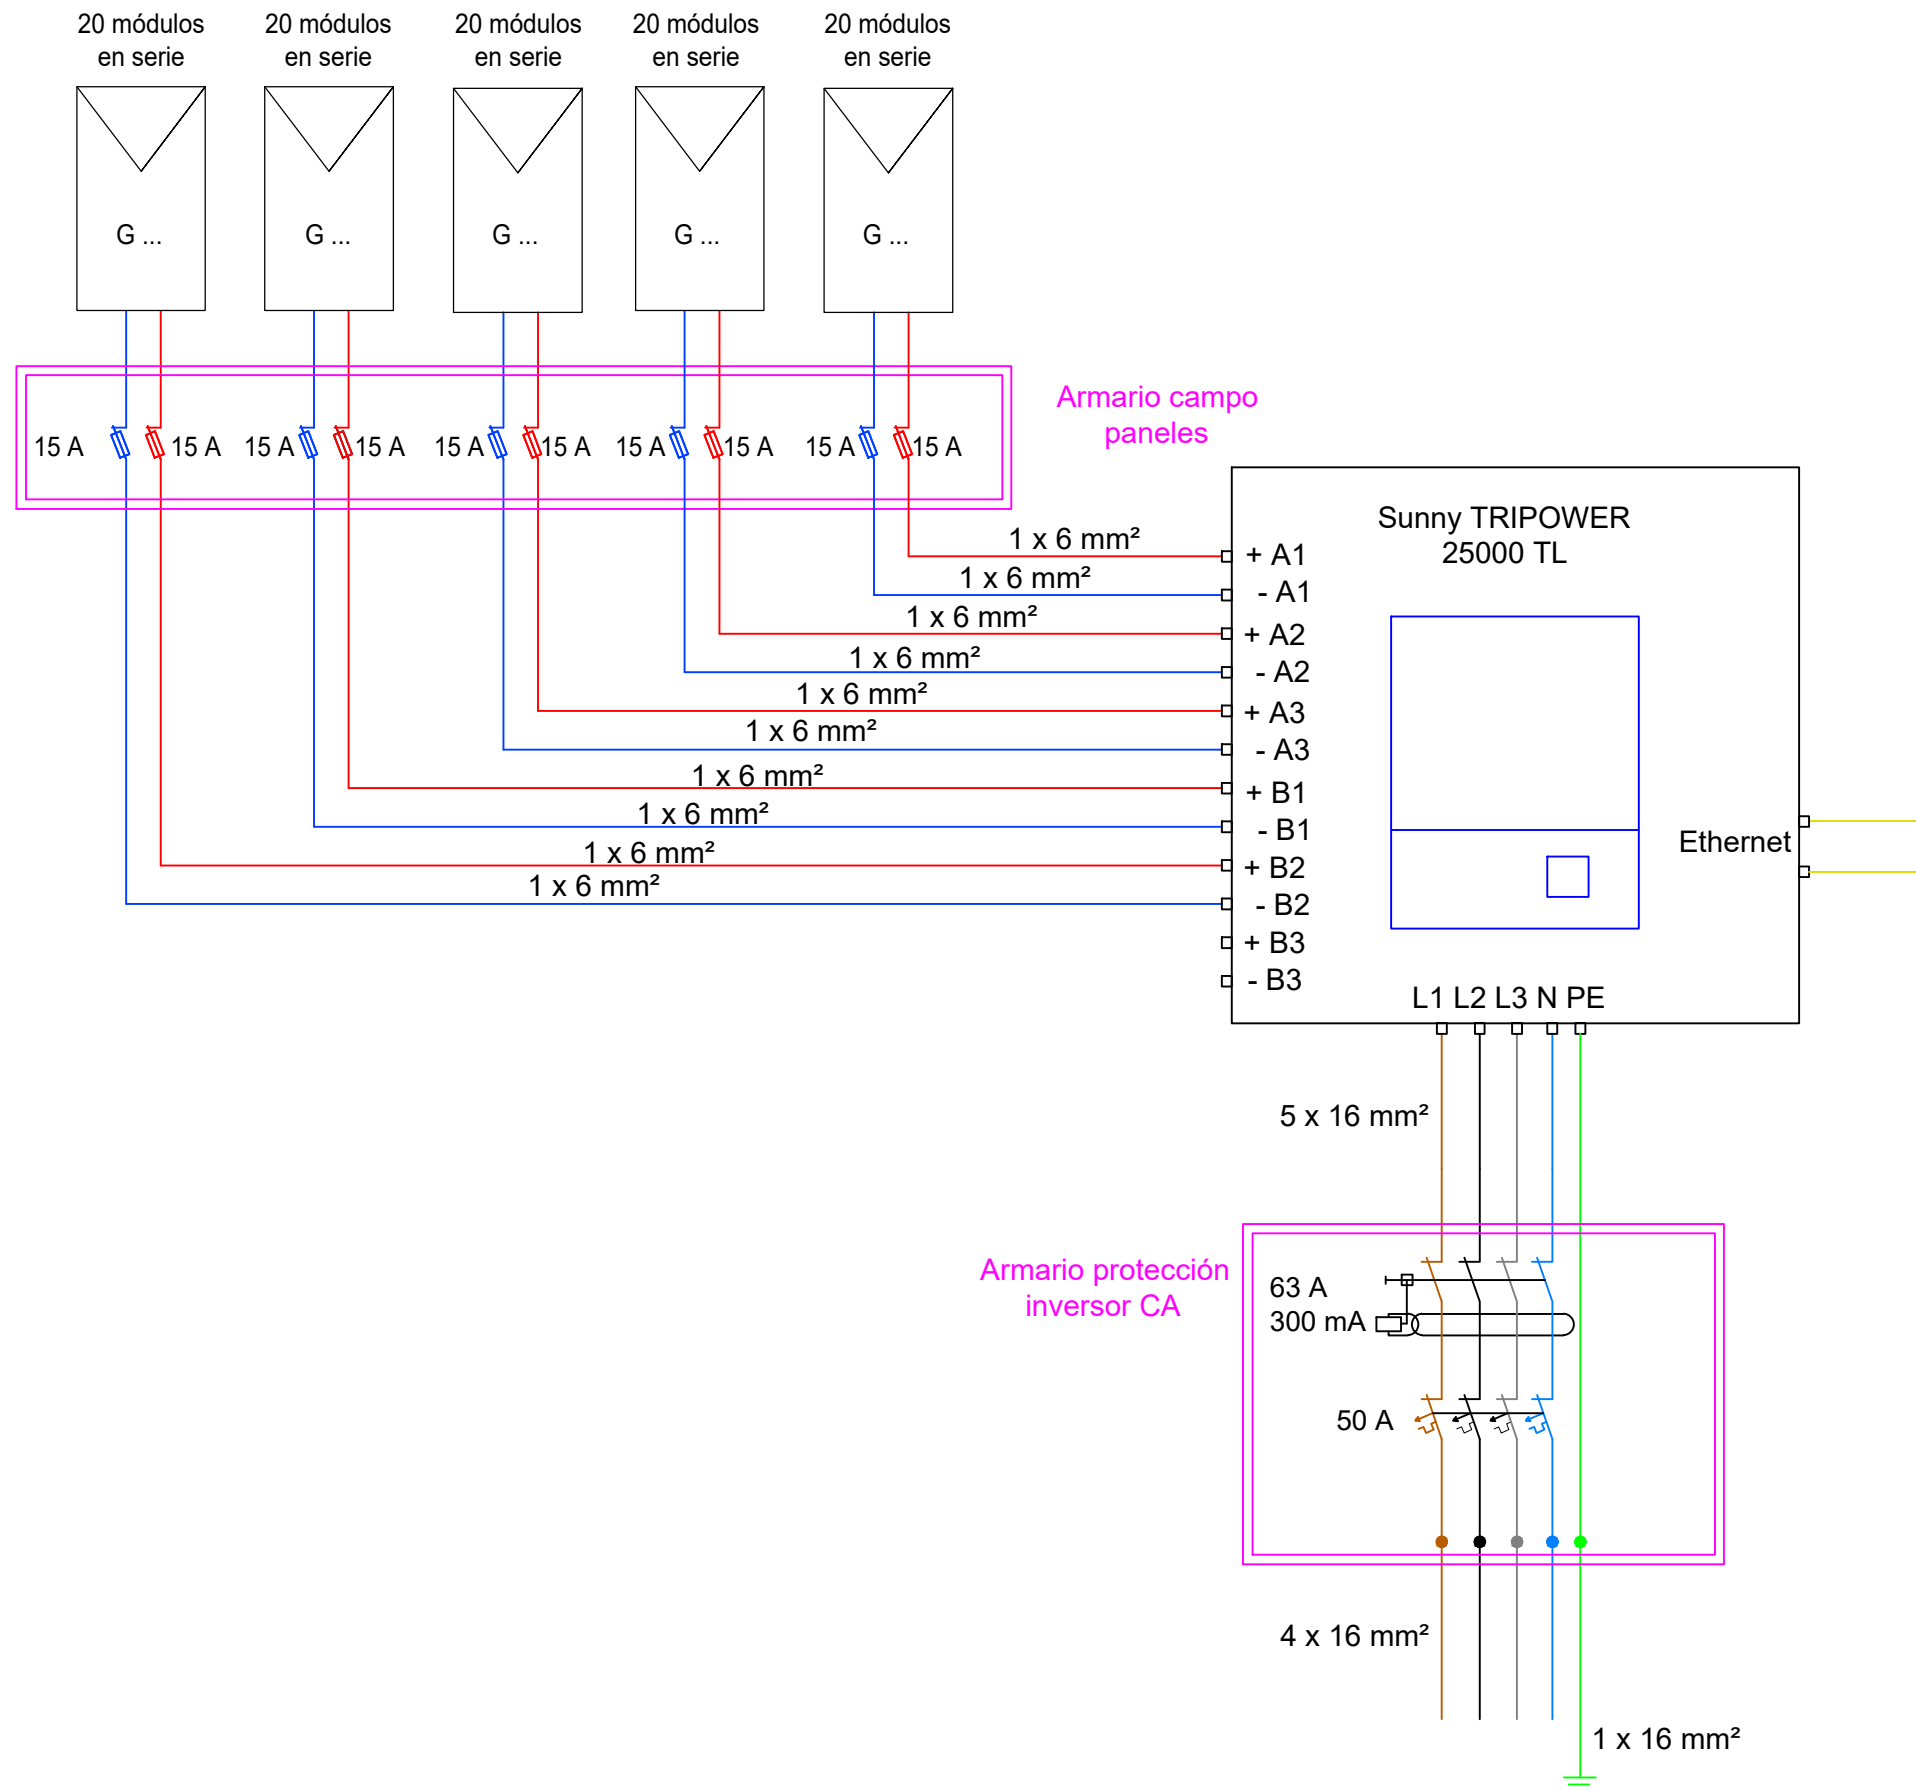 20 módulos
en serie
20 módulos
en serie
20 módulos
en serie
20 módulos
en serie
20 módulos
en serie
G ...
G ...
G ...
G ...
G ...
15 A
15 A
15 A
15 A
15 A
15 A
15 A
15 A
15 A
15 A
Armario campo
paneles
Sunny TRIPOWER
25000 TL
1 x 6 mm²
1 x 6 mm²
1 x 6 mm²
1 x 6 mm²
1 x 6 mm²
1 x 6 mm²
1 x 6 mm²
1 x 6 mm²
1 x 6 mm²
1 x 6 mm²
+ A1
- A1
+ A2
- A2
+ A3
- A3
+ B1
- B1
+ B2
- B2
+ B3
- B3
Ethernet
L1 L2 L3 N PE
5 x 16 mm²
Armario protección
inversor CA
63 A
300 mA
50 A
4 x 16 mm²
1 x 16 mm²